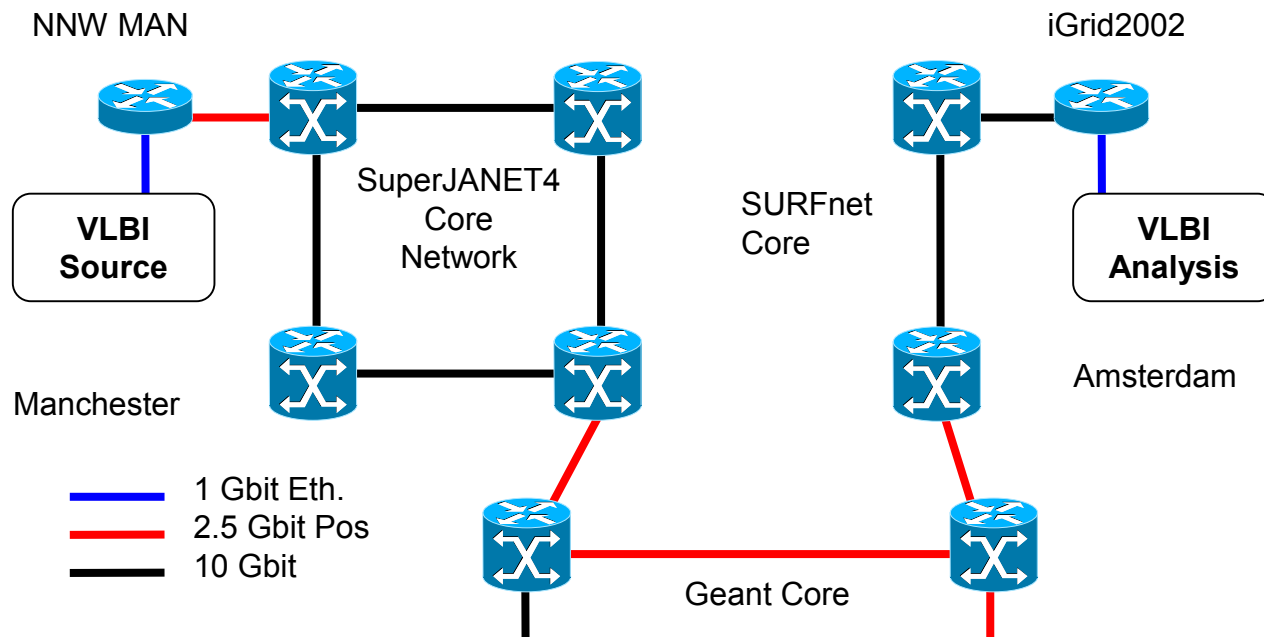 NNW MAN
iGrid2002
SuperJANET4
Core
Network
SURFnet
Core
VLBI
Source
VLBI
Analysis
Manchester
Amsterdam
1 Gbit Eth.
2.5 Gbit Pos
10 Gbit
Geant Core